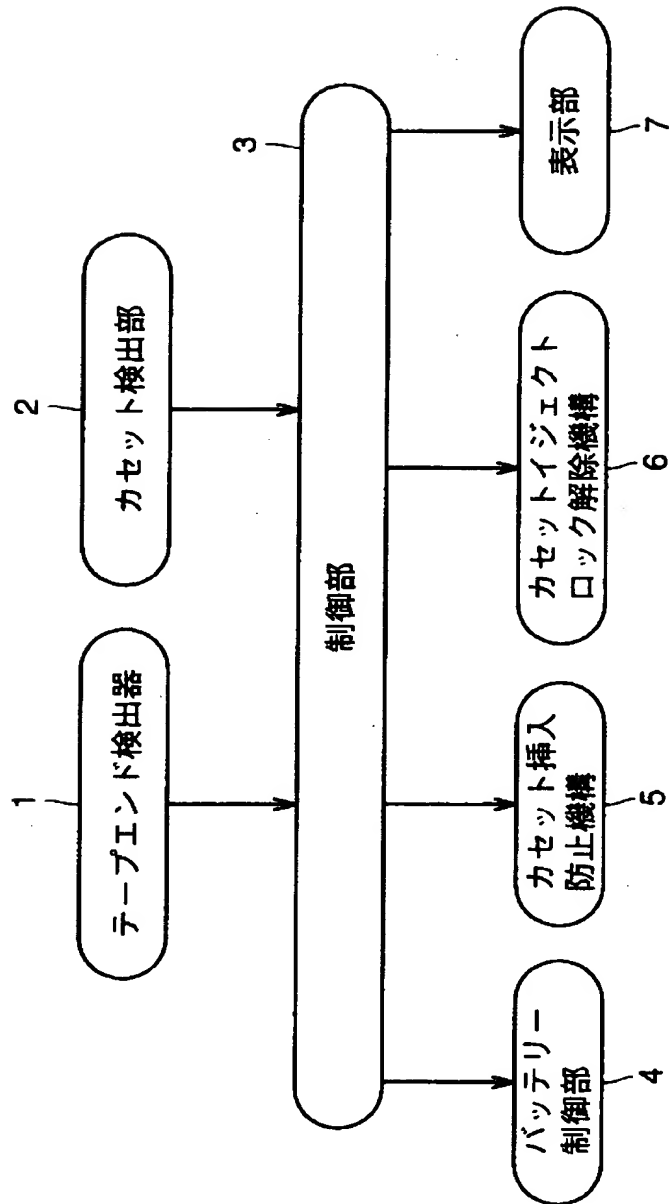 1
テープエンド検出器
2
カセット検出部
3
制御部
バッテリー
制御部
4
カセット挿入
防止機構
5
カセットイジェクト
ロック解除機構
6
表示部
7